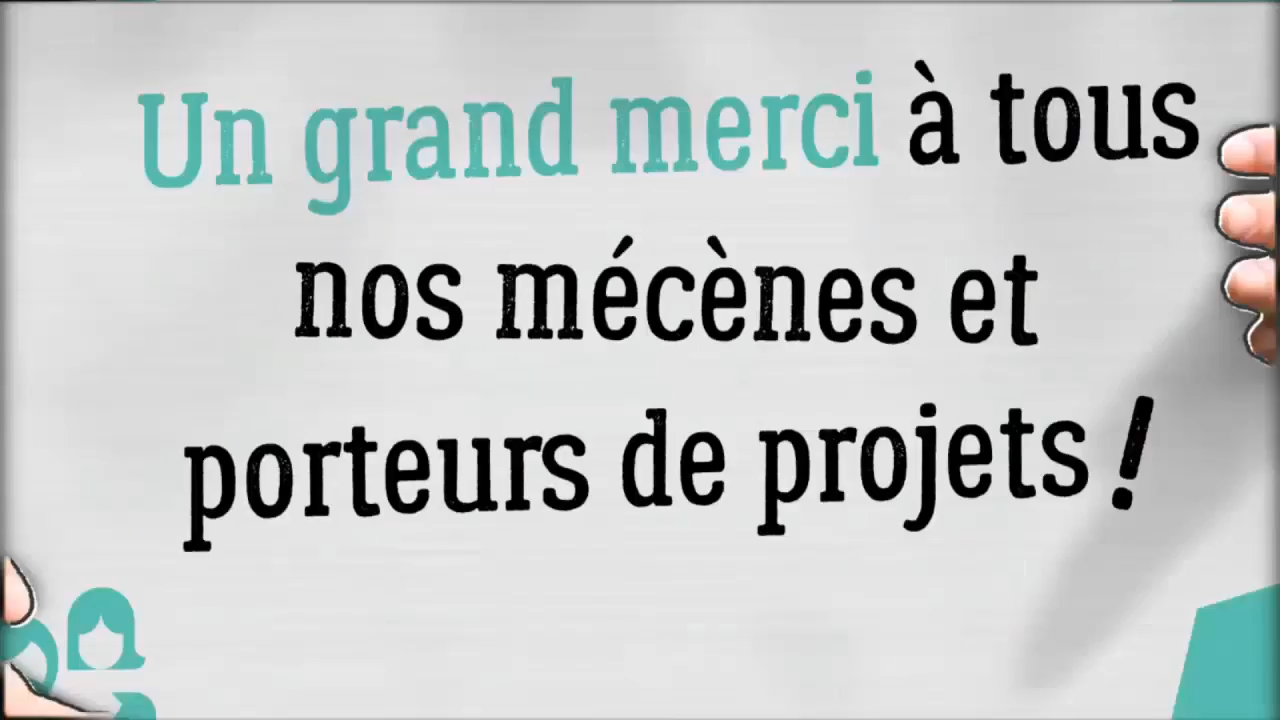 Un grand merci à tous
nos mécènes et
porteurs de projets !